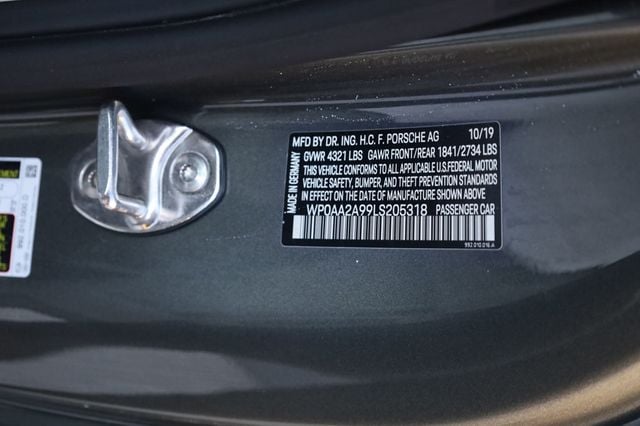 MFD BY DR. ING. H.C. F. PORSCHE AG 10/19
GVWR 4321 LBS GAWR FRONT/REAR 1841/2734 LBS
THIS VEHICLE CONFORMS TO ALL APPLICABLE U.S.FEDERAL MOTOR
VEHICLE SAFETY, BUMPER, AND THEFT PREVENTION STANDARDS
IN EFFECT ON THE DATE OF MANUFACTURE SHOWN ABOVE.
WP0AA2A99LS205318 PASSENGER CAR
992.010.016 A
MADE IN GERMANY